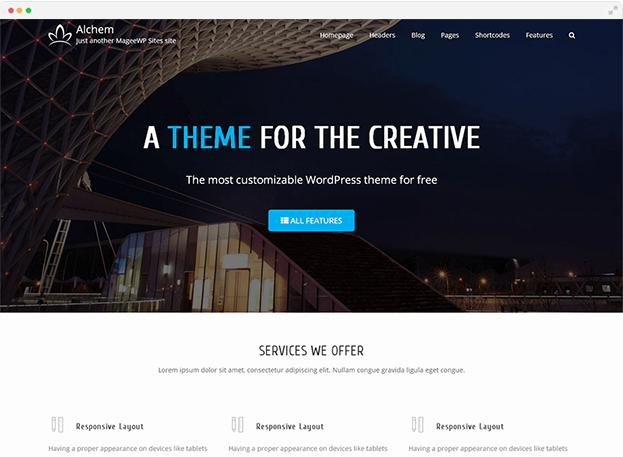 Alchem
Just another MageeWP Sites site
Homepage Headers Blog Pages Shortcodes Features
A THEME FOR THE CREATIVE
The most customizable WordPress theme for free
ALL FEATURES
SERVICES WE OFFER
Lorem ipsum dolor sit amet, consectetur adipiscing elit. Nullam congue gravida ligula eget congue.
Responsive Layout Responsive Layout Responsive Layout
Having a proper appearance on devices like tablets Having a proper appearance on devices like tablets Having a proper appearance on devices like tablets